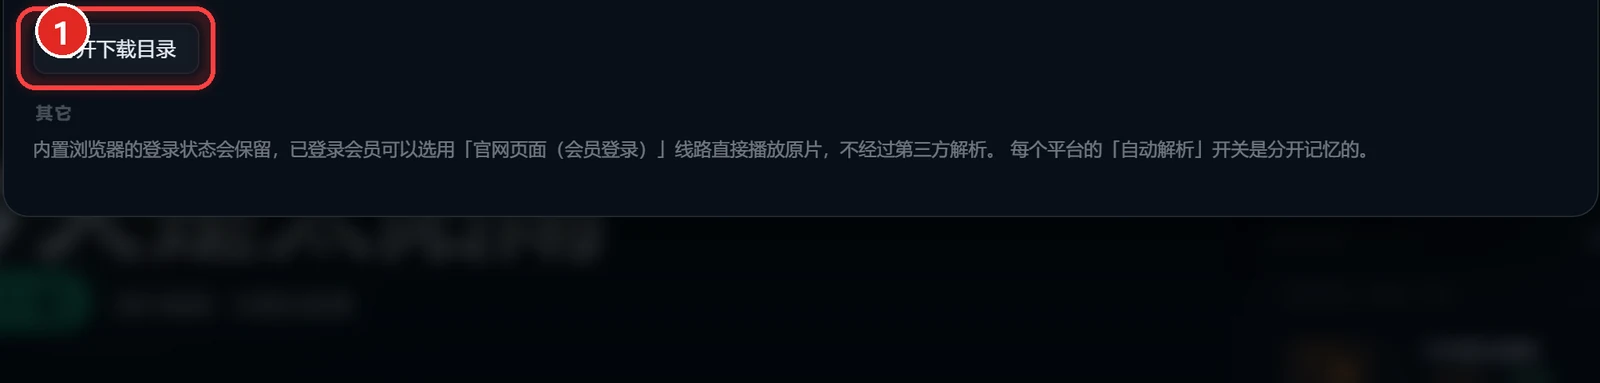 1
开下载目录
其它
内置浏览器的登录状态会保留，已登录会员可以选用「官网页面（会员登录）」线路直接播放原片，不经过第三方解析。 每个平台的「自动解析」开关是分开记忆的。